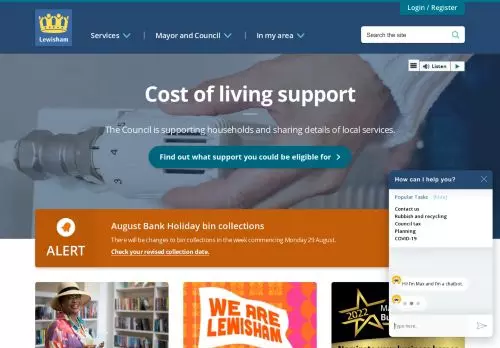 Login / Register
Lewisham
Services
Mayor and Council
In my area
Search the site
Listen
Cost of living support
The Council is supporting households and sharing details of local services.
Find out what support you could be eligible for
ALERT
August Bank Holiday bin collections
There will be changes to bin collections in the week commencing Monday 29 August.
Check your revised collection date.
How can I help you?
Popular Tasks
Contact us
Rubbish and recycling
Council tax
Planning
COVID-19
Hi! I'm Max and I'm a chatbot.
Type here..
WE ARE
LEWISHAM
2022